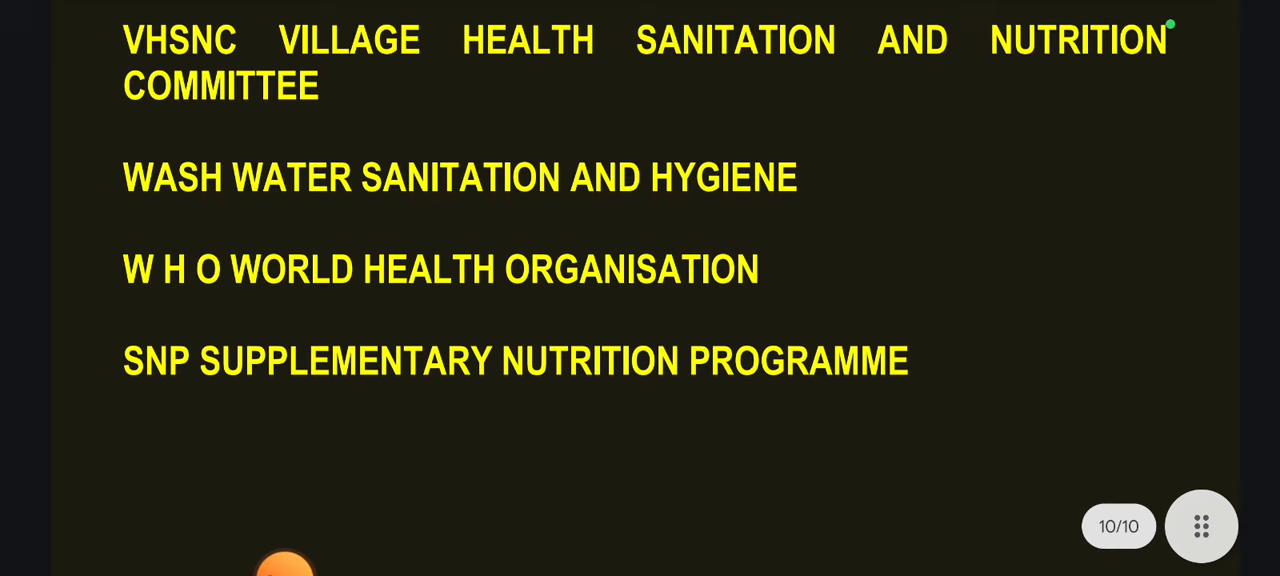 VHSNC VILLAGE HEALTH SANITATION AND NUTRITION
COMMITTEE
WASH WATER SANITATION AND HYGIENE
W H O WORLD HEALTH ORGANISATION
SNP SUPPLEMENTARY NUTRITION PROGRAMME
10/10